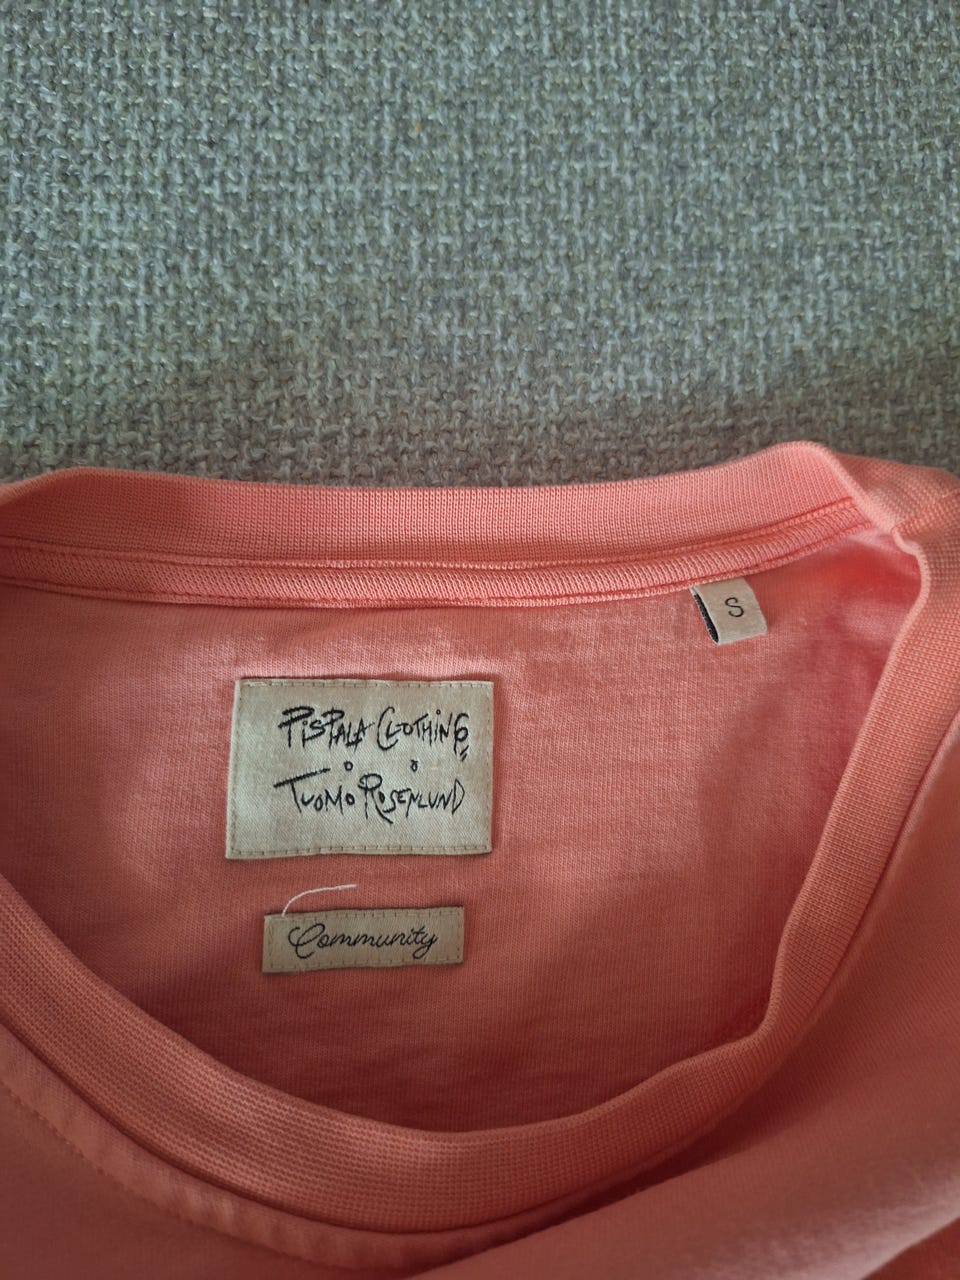 S
PISPALA CLOTHING
TUOMO ROSENLUND
Community